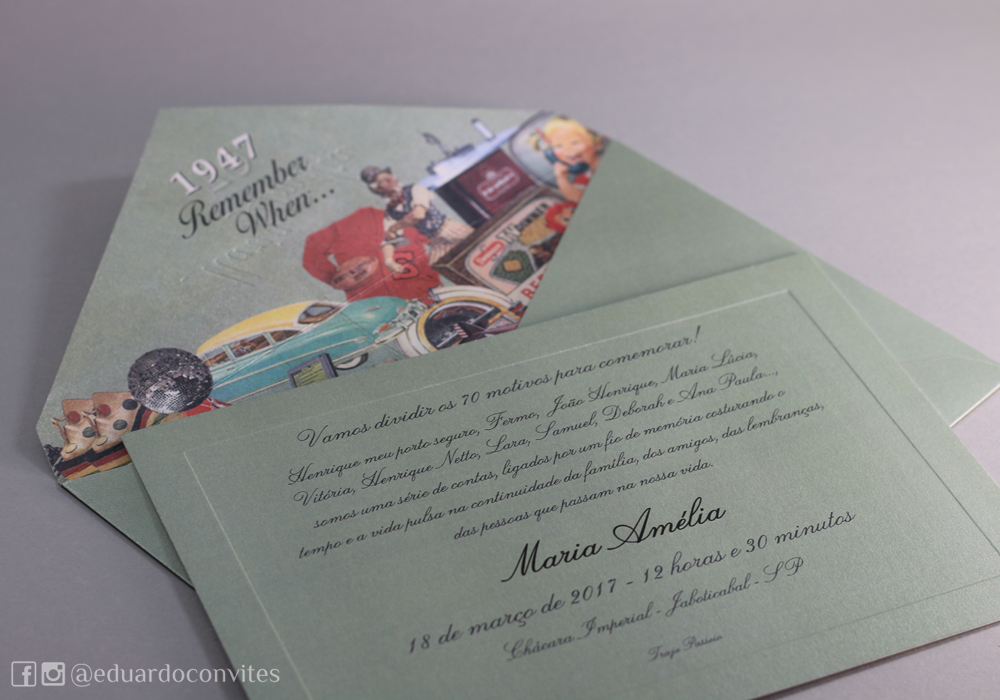 1947
Remember
When...
Vamos dividir os 70 motivos para comemorar!
Henrique meu porto seguro, Fermo, João Henrique, Maria Lúcia,
Vitória, Henrique Netto, Lara, Samuel, Deborah e Ana Paula...,
somos uma série de contas, ligados por um fio de memória costurando o
tempo e a vida pulsa na continuidade da família, dos amigos, das lembranças,
das pessoas que passam na nossa vida.
Maria Amélia
18 de março de 2017 - 12 horas e 30 minutos
Chácara Imperial - Jaboticabal - SP
Traje Passeio
@eduardoconvites